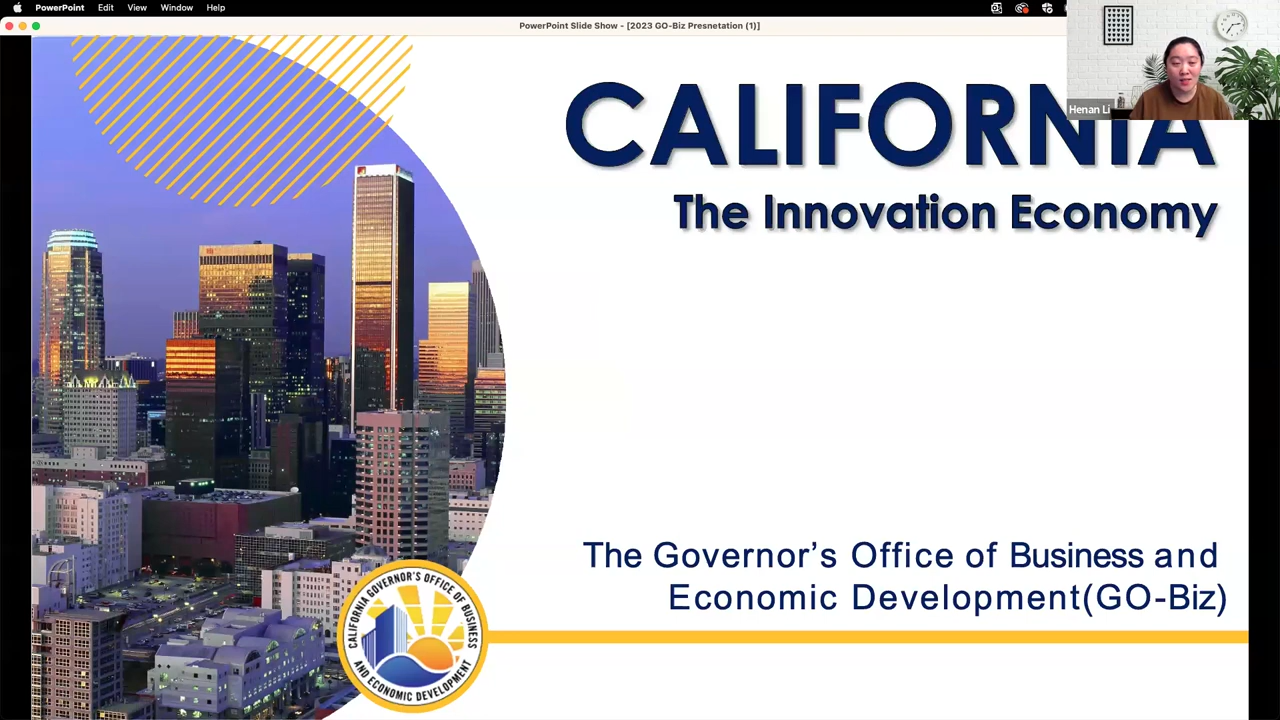 PowerPoint Edit View Window Help
PowerPoint Slide Show - [2023 GO-Biz Presnetation (1)]
Henan Li
CALIFORNIA
The Innovation Economy
The Governor's Office of Business and
Economic Development(GO-Biz)
CALIFORNIA GOVERNOR'S OFFICE OF BUSINESS
AND ECONOMIC DEVELOPMENT